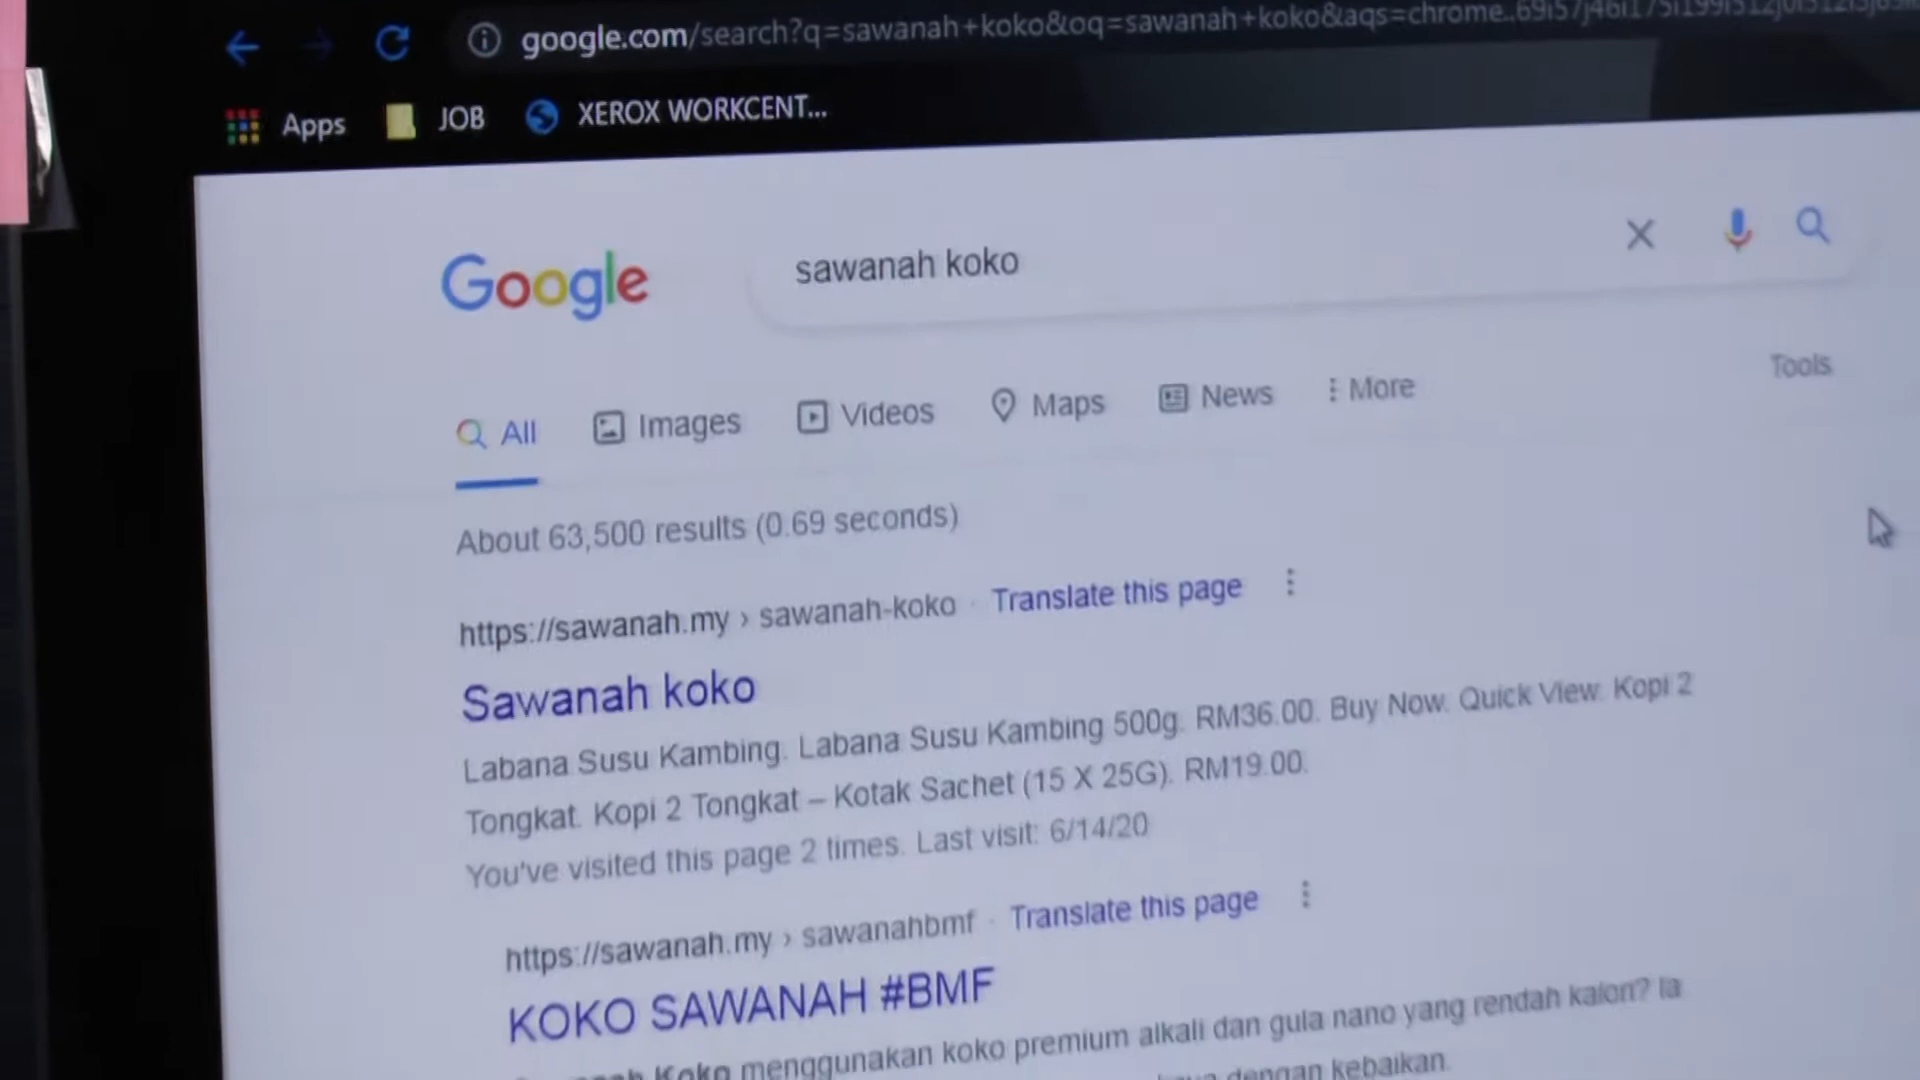 google.com/search?q=sawanah+koko&oq=sawanah+koko&aqs=chrome..69i57j46i175i199i512j0i512l3j69i
Apps JOB XEROX WORKCENT...
Google sawanah koko
All Images Videos Maps News More Tools
About 63,500 results (0.69 seconds)
https://sawanah.my › sawanah-koko · Translate this page
Sawanah koko
Labana Susu Kambing. Labana Susu Kambing 500g. RM36.00. Buy Now. Quick View. Kopi 2
Tongkat. Kopi 2 Tongkat – Kotak Sachet (15 X 25G). RM19.00.
You've visited this page 2 times. Last visit: 6/14/20
https://sawanah.my › sawanahbmf · Translate this page
KOKO SAWANAH #BMF
Koko menggunakan koko premium alkali dan gula nano yang rendah kalori? Ia
dengan kebaikan.